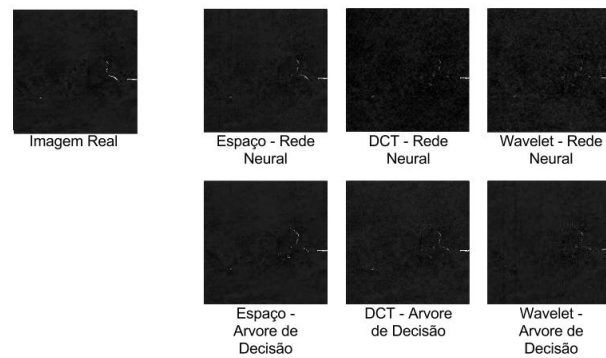 Imagem Real
Espaço - Rede
Neural
DCT - Rede
Neural
Wavelet - Rede
Neural
Espaço -
Arvore de
Decisão
DCT - Arvore
de Decisão
Wavelet -
Arvore de
Decisão